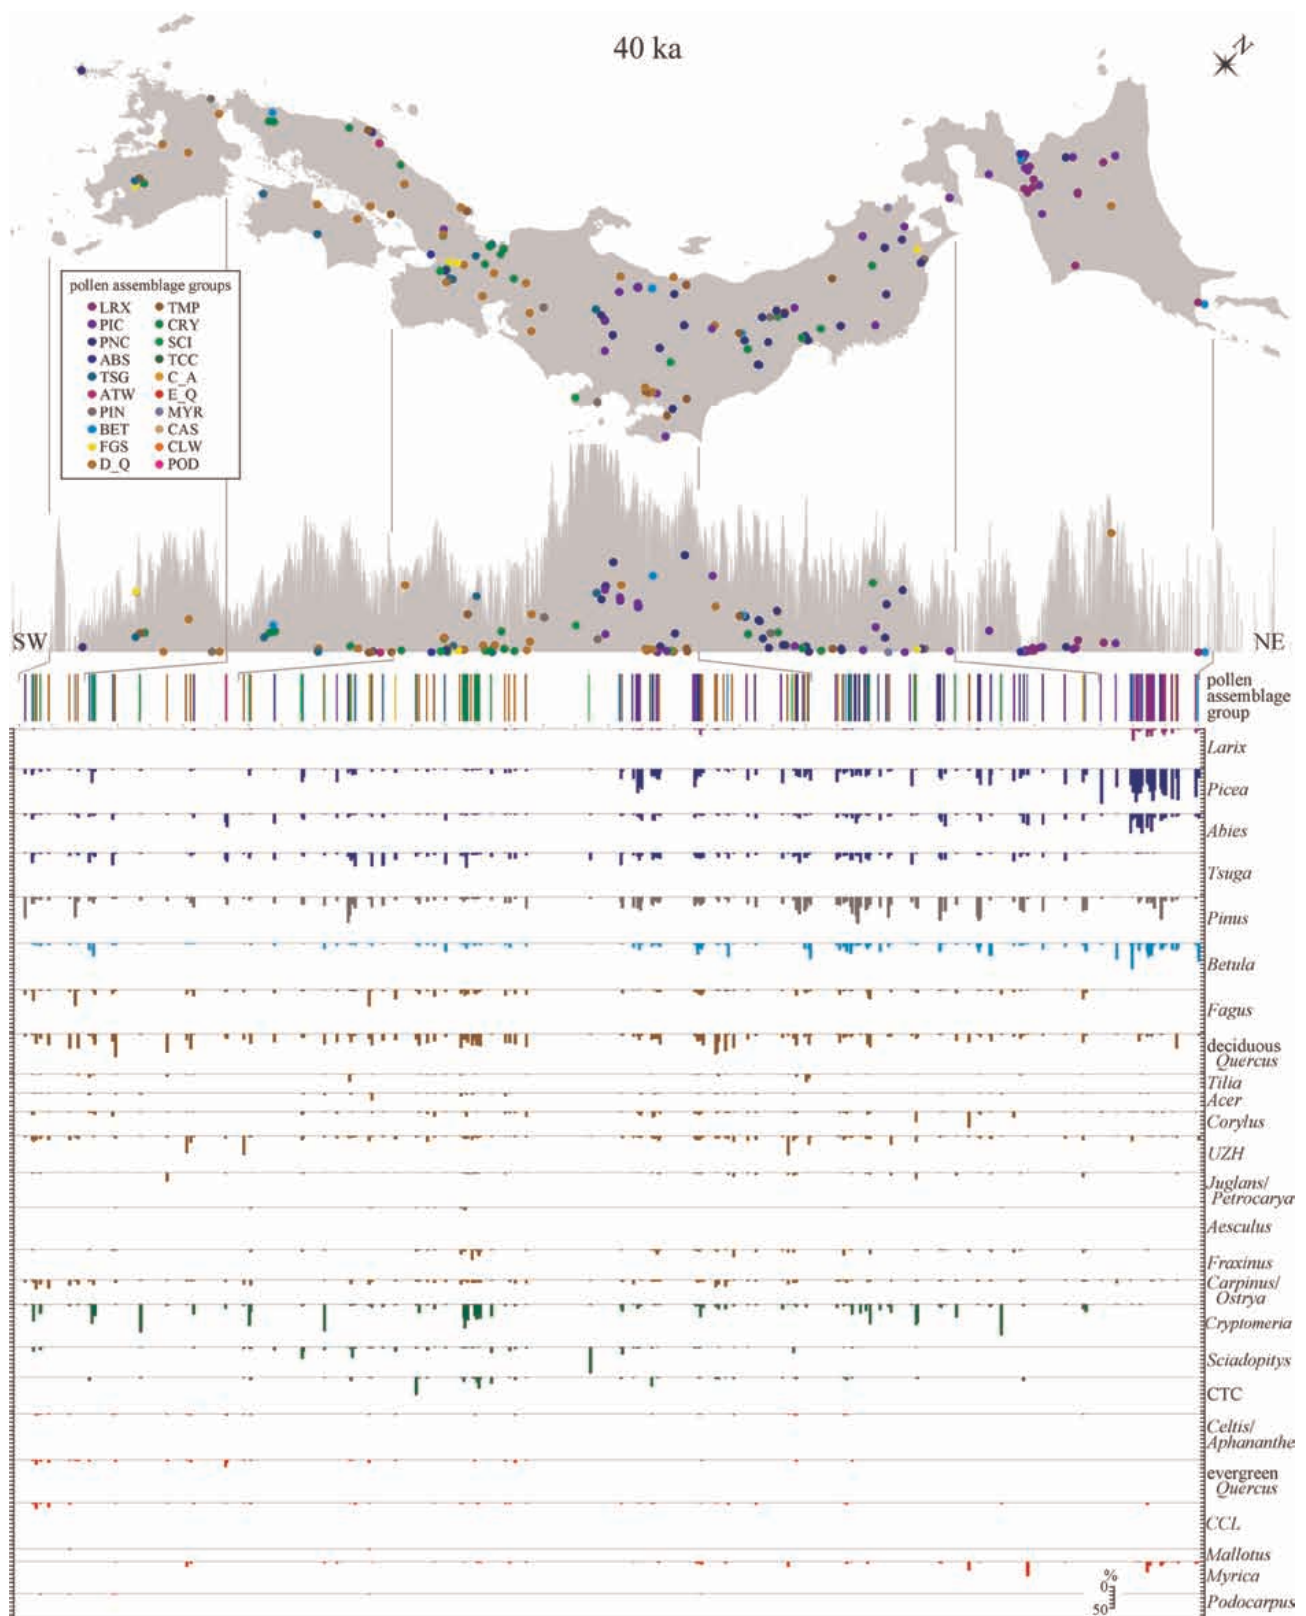 40 ka
N
pollen assemblage groups
LRX TMP
PIC CRY
PNC SCI
ABS TCC
TSG C_A
ATW E_Q
PIN MYR
BET CAS
FGS CLW
D_Q POD
SW
NE
pollen
assemblage
group
Larix
Picea
Abies
Tsuga
Pinus
Betula
Fagus
deciduous
Quercus
Tilia
Acer
Corylus
UZH
Juglans/
Petrocarya
Aesculus
Fraxinus
Carpinus/
Ostrya
Cryptomeria
Sciadopitys
CTC
Celtis/
Aphananthe
evergreen
Quercus
CCL
Mallotus
Myrica
%
0
50
Podocarpus